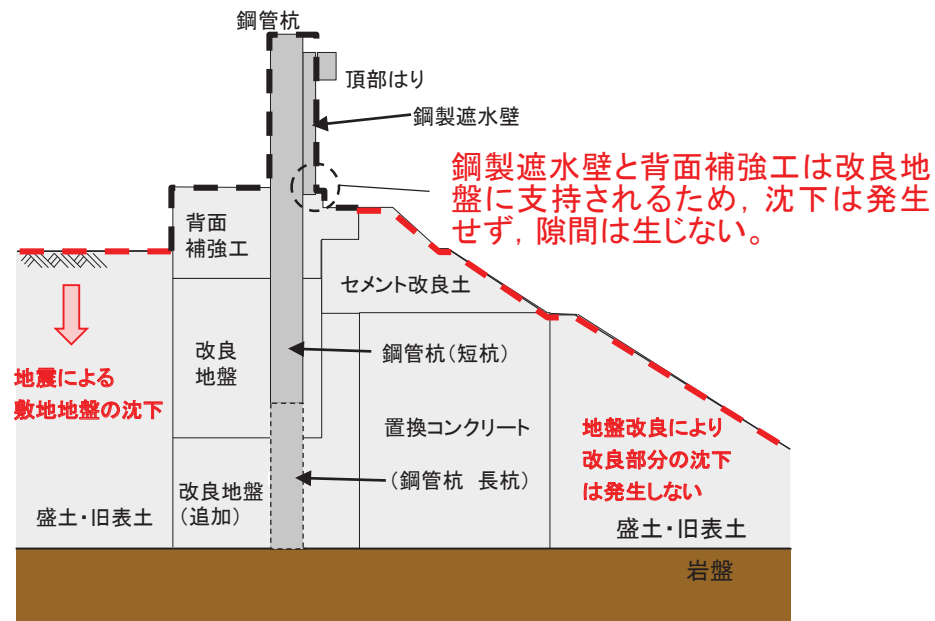 鋼管杭
頂部はり
鋼製遮水壁
鋼製遮水壁と背面補強工は改良地
盤に支持されるため，沈下は発生
せず，隙間は生じない。
背面
補強工
セメント改良土
改良
地盤
鋼管杭（短杭）
地震による
敷地地盤の沈下
置換コンクリート
地盤改良により
改良部分の沈下
は発生しない
改良地盤
（追加）
（鋼管杭　長杭）
盛土・旧表土
盛土・旧表土
岩盤